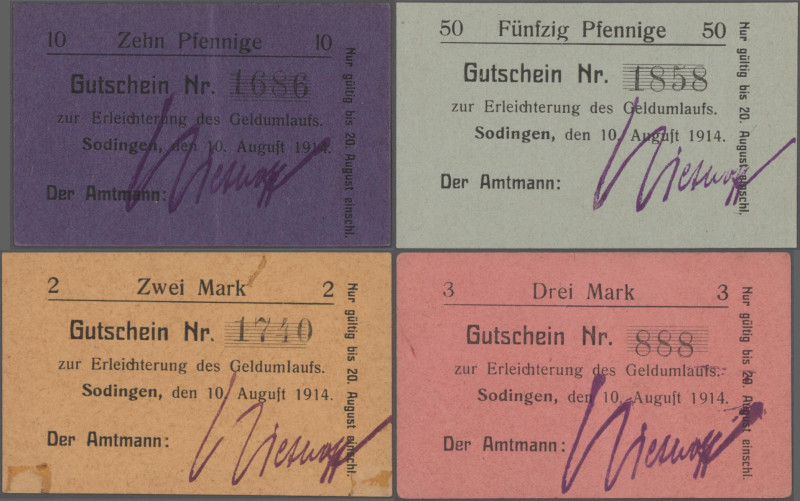 10 Zehn Pfennige 10
Gutschein Nr. 1686
zur Erleichterung des Geldumlaufs.
Sodingen, den 10. Auguſt 1914.
Der Amtmann:
Nur gültig bis 20. Auguſt einschl.
50 Fünfzig Pfennige 50
Gutschein Nr. 1858
zur Erleichterung des Geldumlaufs.
Sodingen, den 10. Auguſt 1914.
Der Amtmann:
Nur gültig bis 20. Auguſt einschl.
2 Zwei Mark 2
Gutschein Nr. 1740
zur Erleichterung des Geldumlaufs.
Sodingen, den 10. Auguſt 1914.
Der Amtmann:
Nur gültig bis 20. Auguſt einschl.
3 Drei Mark 3
Gutschein Nr. 888
zur Erleichterung des Geldumlaufs.
Sodingen, den 10. Auguſt 1914.
Der Amtmann:
Nur gültig bis 20. Auguſt einschl.